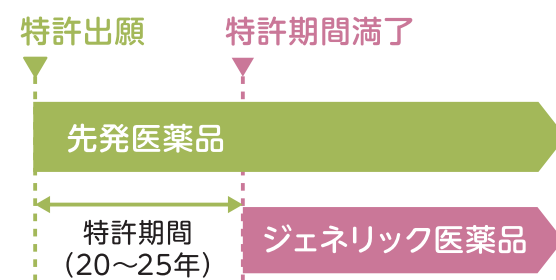 特許出願
特許期間満了
先発医薬品
特許期間
（20～25年）
ジェネリック医薬品